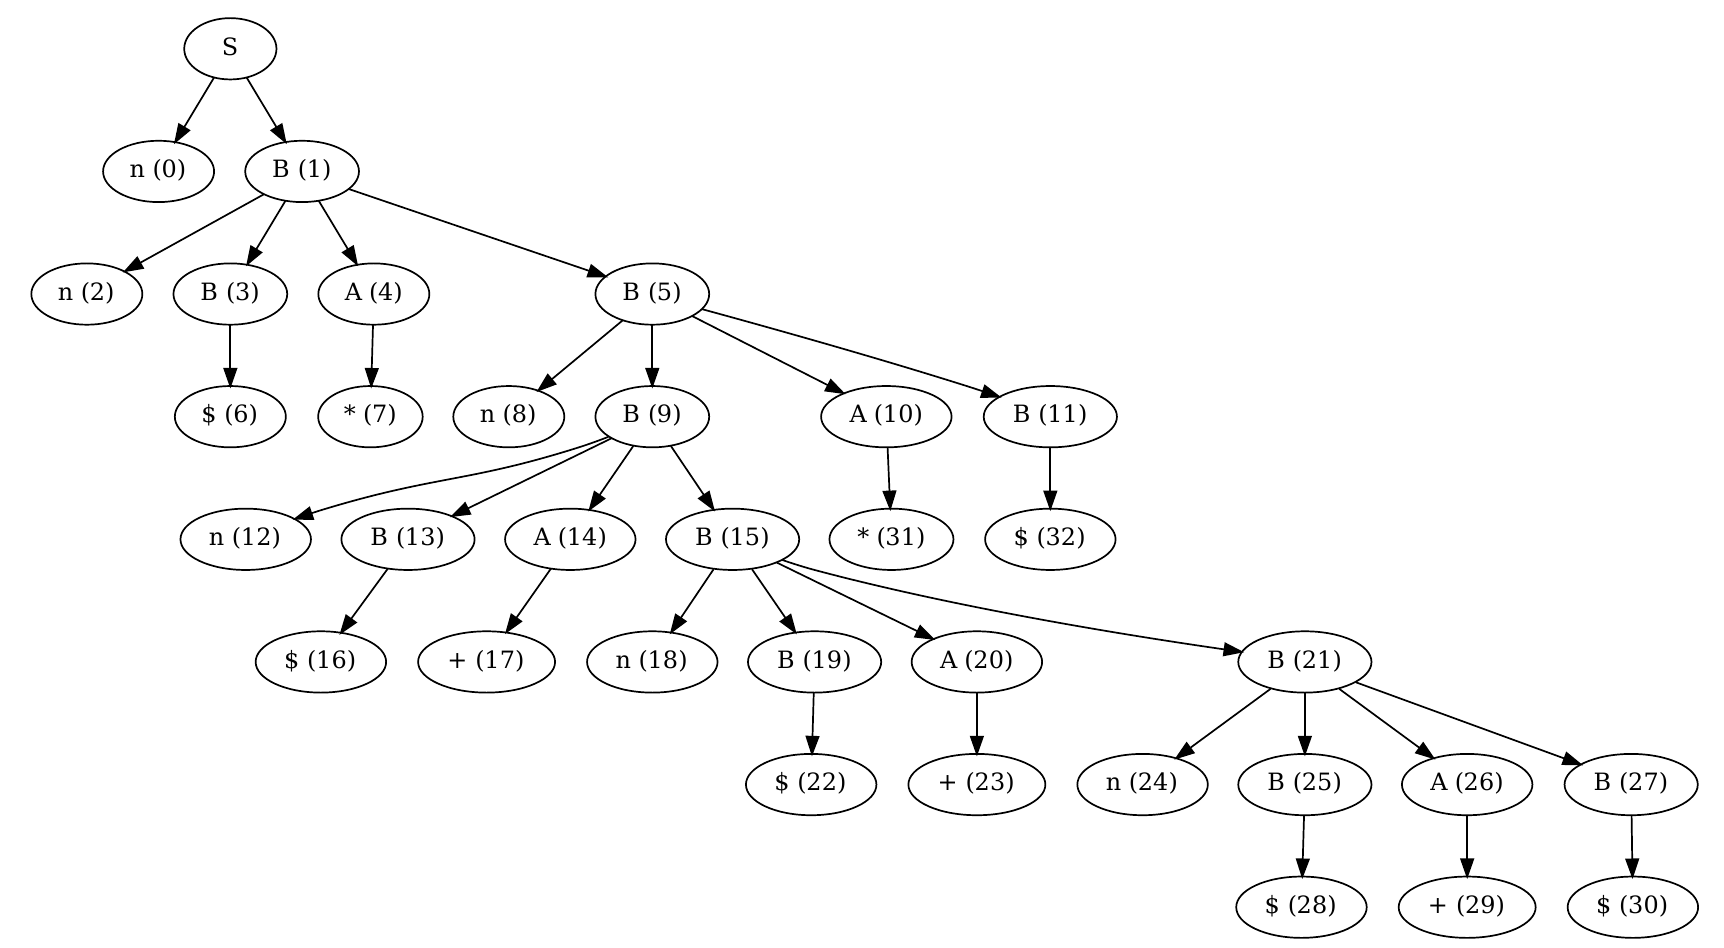 S
n (0)
B (1)
n (2)
B (3)
A (4)
B (5)
$ (6)
* (7)
n (8)
B (9)
A (10)
B (11)
n (12)
B (13)
A (14)
B (15)
* (31)
$ (32)
$ (16)
+ (17)
n (18)
B (19)
A (20)
B (21)
$ (22)
+ (23)
n (24)
B (25)
A (26)
B (27)
$ (28)
+ (29)
$ (30)